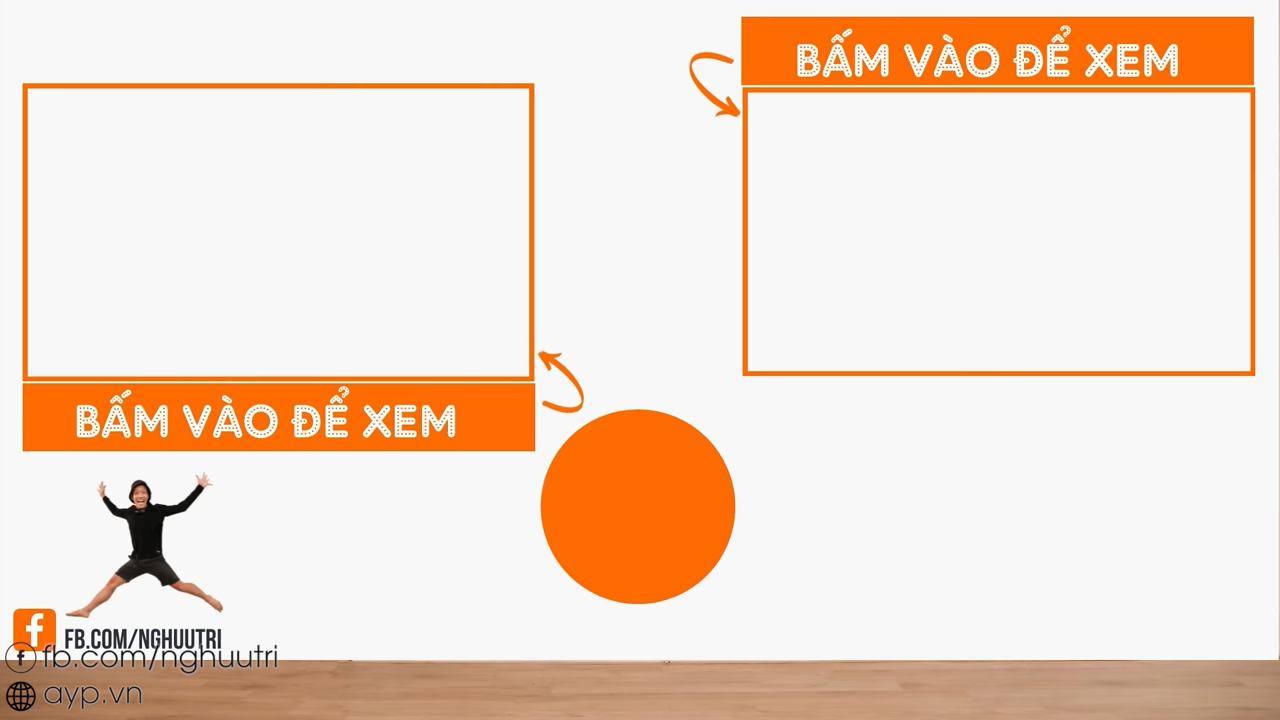 BẤM VÀO ĐỂ XEM
BẤM VÀO ĐỂ XEM
FB.COM/NGHUUTRI
fb.com/nghuutri
ayp.vn